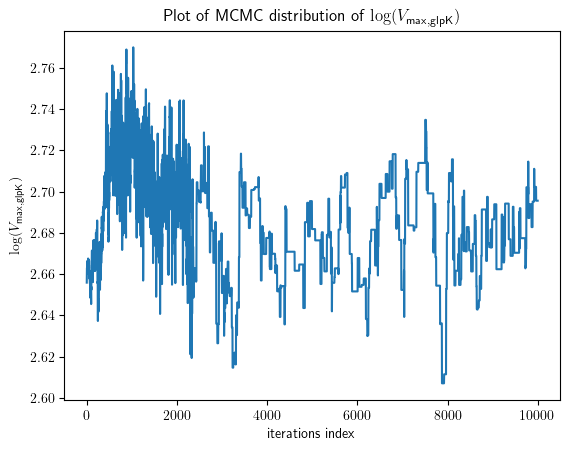 Plot of MCMC distribution of log(V_max,glpK)
log(V_max,glpK)
2.76
2.74
2.72
2.70
2.68
2.66
2.64
2.62
2.60
0 2000 4000 6000 8000 10000
iterations index